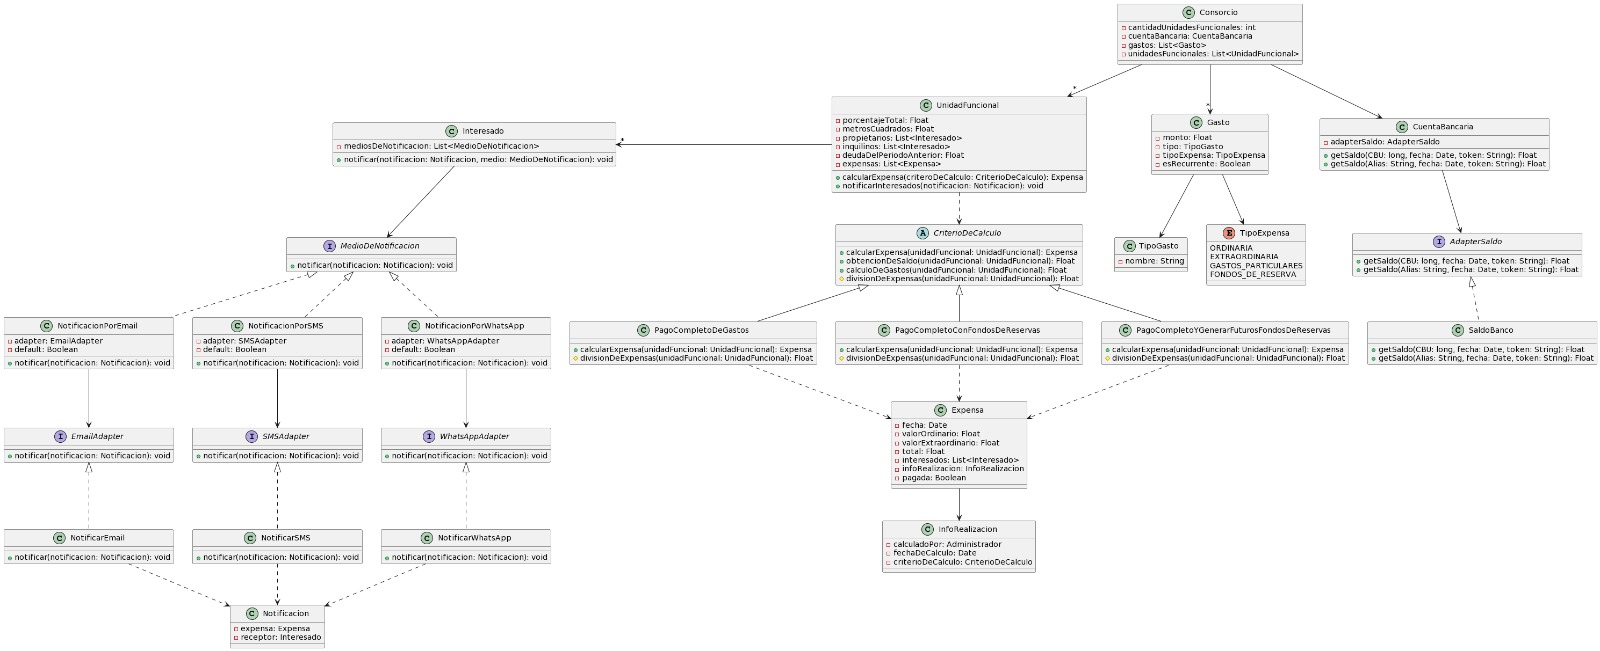 C Consorcio
cantidadUnidadesFuncionales: int
cuentaBancaria: CuentaBancaria
gastos: List<Gasto>
unidadesFuncionales: List<UnidadFuncional>
*
*
*
C UnidadFuncional
porcentajeTotal: Float
metrosCuadrados: Float
propietarios: List<Interesado>
inquilinos: List<Interesado>
deudaDelPeriodoAnterior: Float
expensas: List<Expensa>
calcularExpensa(criteroDeCalculo: CriterioDeCalculo): Expensa
notificarInteresados(notificacion: Notificacion): void
C Interesado
mediosDeNotificacion: List<MedioDeNotificacion>
notificar(notificacion: Notificacion, medio: MedioDeNotificacion): void
C Gasto
monto: Float
tipo: TipoGasto
tipoExpensa: TipoExpensa
esRecurrente: Boolean
C CuentaBancaria
adapterSaldo: AdapterSaldo
getSaldo(CBU: long, fecha: Date, token: String): Float
getSaldo(Alias: String, fecha: Date, token: String): Float
I MedioDeNotificacion
notificar(notificacion: Notificacion): void
A CriterioDeCalculo
calcularExpensa(unidadFuncional: UnidadFuncional): Expensa
obtencionDeSaldo(unidadFuncional: UnidadFuncional): Float
calculoDeGastos(unidadFuncional: UnidadFuncional): Float
divisionDeExpensas(unidadFuncional: UnidadFuncional): Float
C TipoGasto
nombre: String
E TipoExpensa
ORDINARIA
EXTRAORDINARIA
GASTOS_PARTICULARES
FONDOS_DE_RESERVA
I AdapterSaldo
getSaldo(CBU: long, fecha: Date, token: String): Float
getSaldo(Alias: String, fecha: Date, token: String): Float
C NotificacionPorEmail
adapter: EmailAdapter
default: Boolean
notificar(notificacion: Notificacion): void
C NotificacionPorSMS
adapter: SMSAdapter
default: Boolean
notificar(notificacion: Notificacion): void
C NotificacionPorWhatsApp
adapter: WhatsAppAdapter
default: Boolean
notificar(notificacion: Notificacion): void
C PagoCompletoDeGastos
calcularExpensa(unidadFuncional: UnidadFuncional): Expensa
divisionDeExpensas(unidadFuncional: UnidadFuncional): Float
C PagoCompletoConFondosDeReservas
calcularExpensa(unidadFuncional: UnidadFuncional): Expensa
divisionDeExpensas(unidadFuncional: UnidadFuncional): Float
C PagoCompletoYGenerarFuturosFondosDeReservas
calcularExpensa(unidadFuncional: UnidadFuncional): Expensa
divisionDeExpensas(unidadFuncional: UnidadFuncional): Float
C SaldoBanco
getSaldo(CBU: long, fecha: Date, token: String): Float
getSaldo(Alias: String, fecha: Date, token: String): Float
I EmailAdapter
notificar(notificacion: Notificacion): void
I SMSAdapter
notificar(notificacion: Notificacion): void
I WhatsAppAdapter
notificar(notificacion: Notificacion): void
C Expensa
fecha: Date
valorOrdinario: Float
valorExtraordinario: Float
total: Float
interesados: List<Interesado>
infoRealizacion: InfoRealizacion
pagada: Boolean
C NotificarEmail
notificar(notificacion: Notificacion): void
C NotificarSMS
notificar(notificacion: Notificacion): void
C NotificarWhatsApp
notificar(notificacion: Notificacion): void
C InfoRealizacion
calculadoPor: Administrador
fechaDeCalculo: Date
criterioDeCalculo: CriterioDeCalculo
C Notificacion
expensa: Expensa
receptor: Interesado